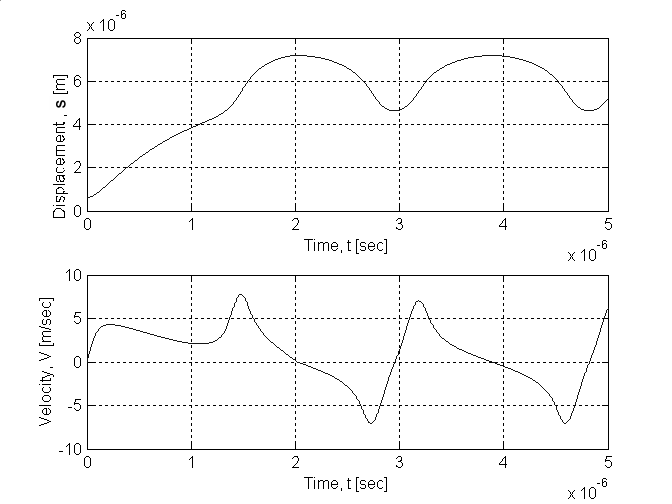 x 10⁻⁶
8
6
4
2
0
Displacement, s [m]
0 1 2 3 4 5
Time, t [sec]
x 10⁻⁶
10
5
0
-5
-10
Velocity, V [m/sec]
0 1 2 3 4 5
Time, t [sec]
x 10⁻⁶